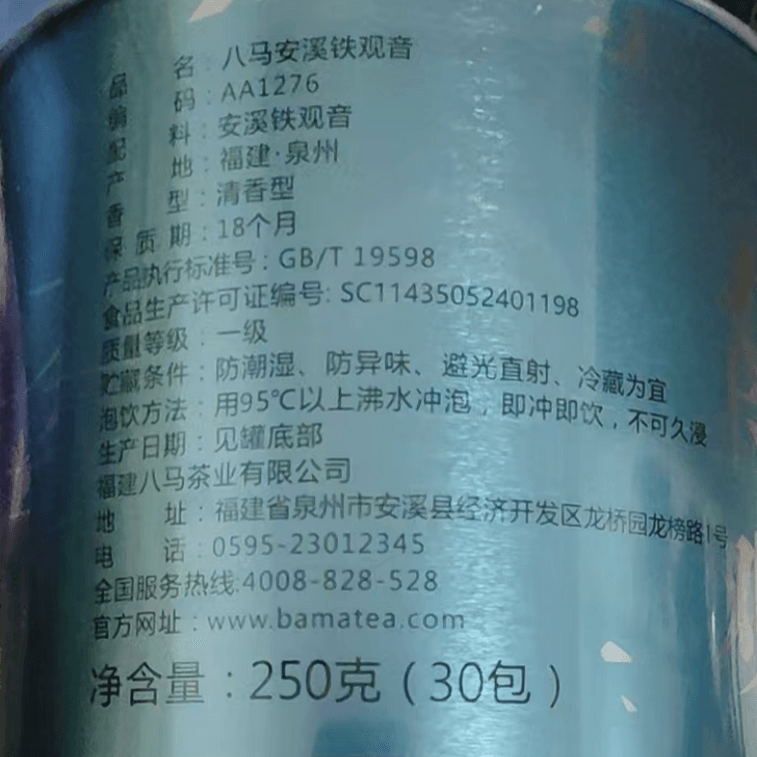 品名：八马安溪铁观音
编码：AA1276
配料：安溪铁观音
产地：福建·泉州
香型：清香型
保质期：18个月
产品执行标准号：GB/T 19598
食品生产许可证编号：SC11435052401198
质量等级：一级
贮藏条件：防潮湿、防异味、避光直射、冷藏为宜
泡饮方法：用95℃以上沸水冲泡，即冲即饮，不可久浸
生产日期：见罐底部
福建八马茶业有限公司
地址：福建省泉州市安溪县经济开发区龙桥园龙榜路1号
电话：0595-23012345
全国服务热线:4008-828-528
官方网址：www.bamatea.com
净含量：250克（30包）